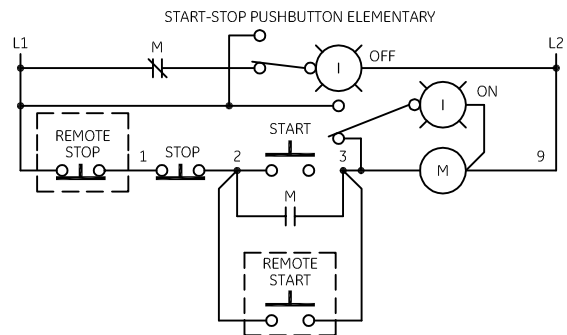 START-STOP PUSHBUTTON ELEMENTARY
L1
L2
M
OFF
I
ON
I
REMOTE
STOP
1
STOP
2
START
3
M
9
M
REMOTE
START